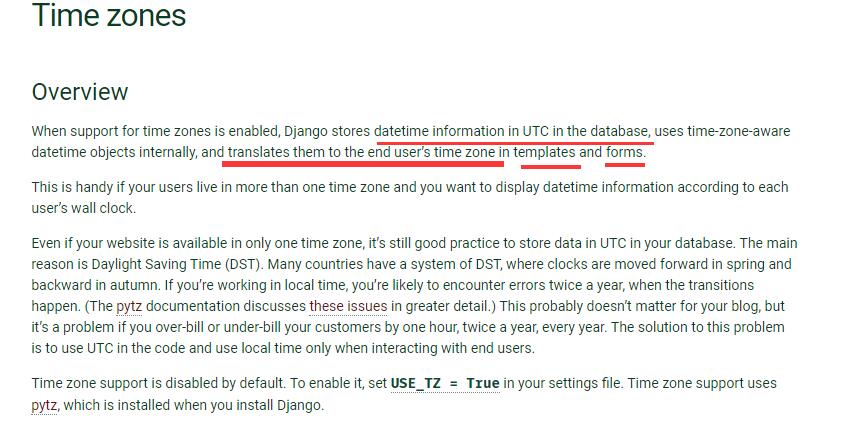 Time zones
Overview
When support for time zones is enabled, Django stores datetime information in UTC in the database, uses time-zone-aware
datetime objects internally, and translates them to the end user's time zone in templates and forms.
This is handy if your users live in more than one time zone and you want to display datetime information according to each
user's wall clock.
Even if your website is available in only one time zone, it's still good practice to store data in UTC in your database. The main
reason is Daylight Saving Time (DST). Many countries have a system of DST, where clocks are moved forward in spring and
backward in autumn. If you're working in local time, you're likely to encounter errors twice a year, when the transitions
happen. (The pytz documentation discusses these issues in greater detail.) This probably doesn't matter for your blog, but
it's a problem if you over-bill or under-bill your customers by one hour, twice a year, every year. The solution to this problem
is to use UTC in the code and use local time only when interacting with end users.
Time zone support is disabled by default. To enable it, set USE_TZ = True in your settings file. Time zone support uses
pytz, which is installed when you install Django.